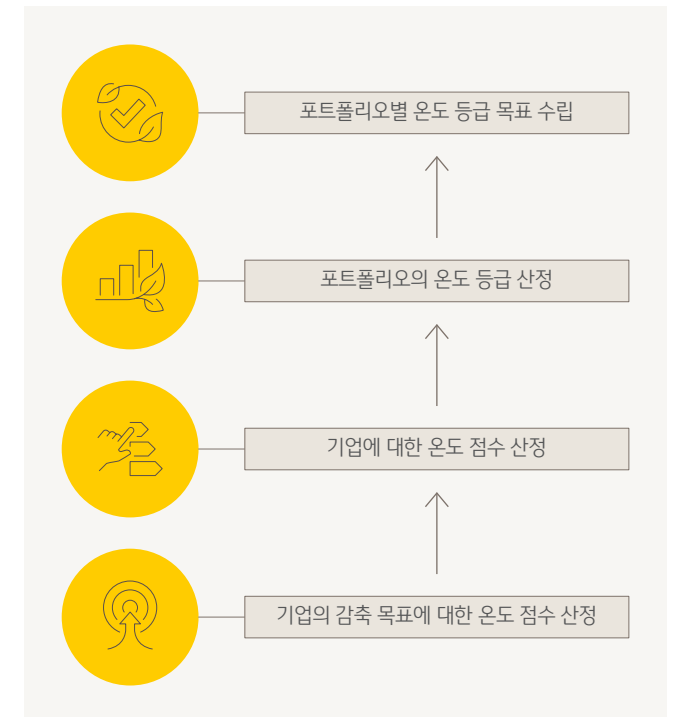 포트폴리오별 온도 등급 목표 수립
포트폴리오의 온도 등급 산정
기업에 대한 온도 점수 산정
기업의 감축 목표에 대한 온도 점수 산정